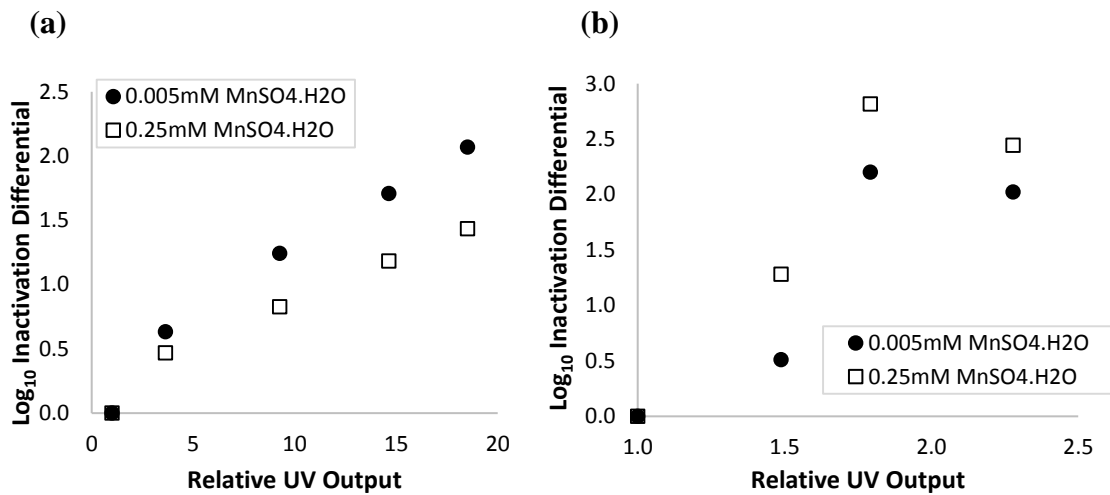 (a)
Log10 Inactivation Differential
2.5
2.0
1.5
1.0
0.5
0.0
0.005mM MnSO4.H2O
0.25mM MnSO4.H2O
0 5 10 15 20
Relative UV Output
(b)
Log10 Inactivation Differential
3.0
2.5
2.0
1.5
1.0
0.5
0.0
0.005mM MnSO4.H2O
0.25mM MnSO4.H2O
1.0 1.5 2.0 2.5
Relative UV Output